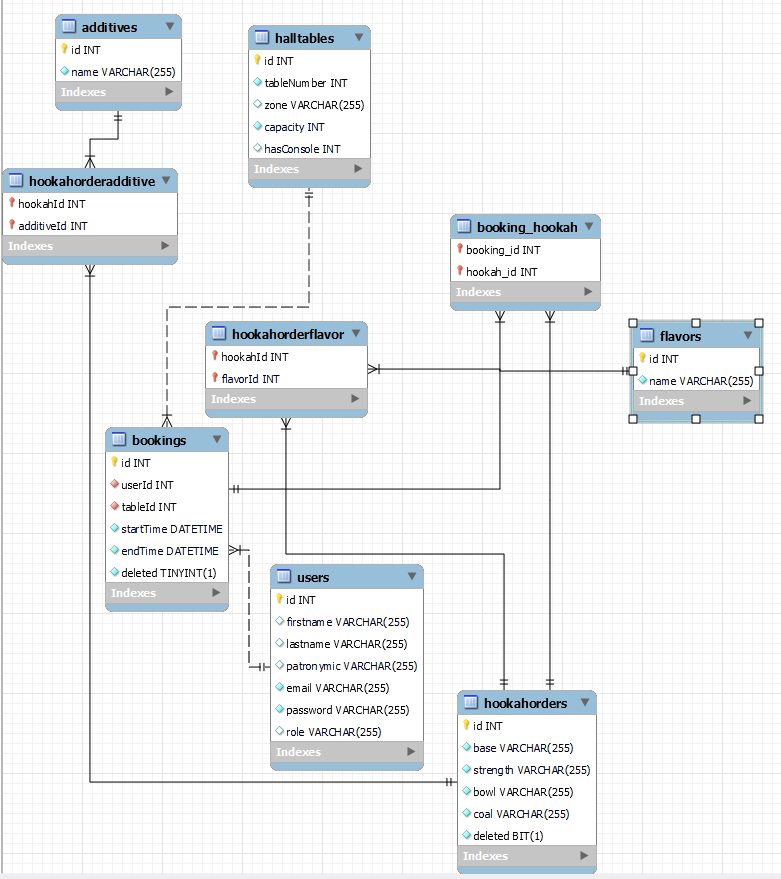 additives
id INT
name VARCHAR(255)
Indexes
halltables
id INT
tableNumber INT
zone VARCHAR(255)
capacity INT
hasConsole INT
Indexes
hookahorderadditive
hookahId INT
additiveId INT
Indexes
booking_hookah
booking_id INT
hookah_id INT
Indexes
hookahorderflavor
hookahId INT
flavorId INT
Indexes
flavors
id INT
name VARCHAR(255)
Indexes
bookings
id INT
userId INT
tableId INT
startTime DATETIME
endTime DATETIME
deleted TINYINT(1)
Indexes
users
id INT
firstname VARCHAR(255)
lastname VARCHAR(255)
patronymic VARCHAR(255)
email VARCHAR(255)
password VARCHAR(255)
role VARCHAR(255)
Indexes
hookahorders
id INT
base VARCHAR(255)
strength VARCHAR(255)
bowl VARCHAR(255)
coal VARCHAR(255)
deleted BIT(1)
Indexes